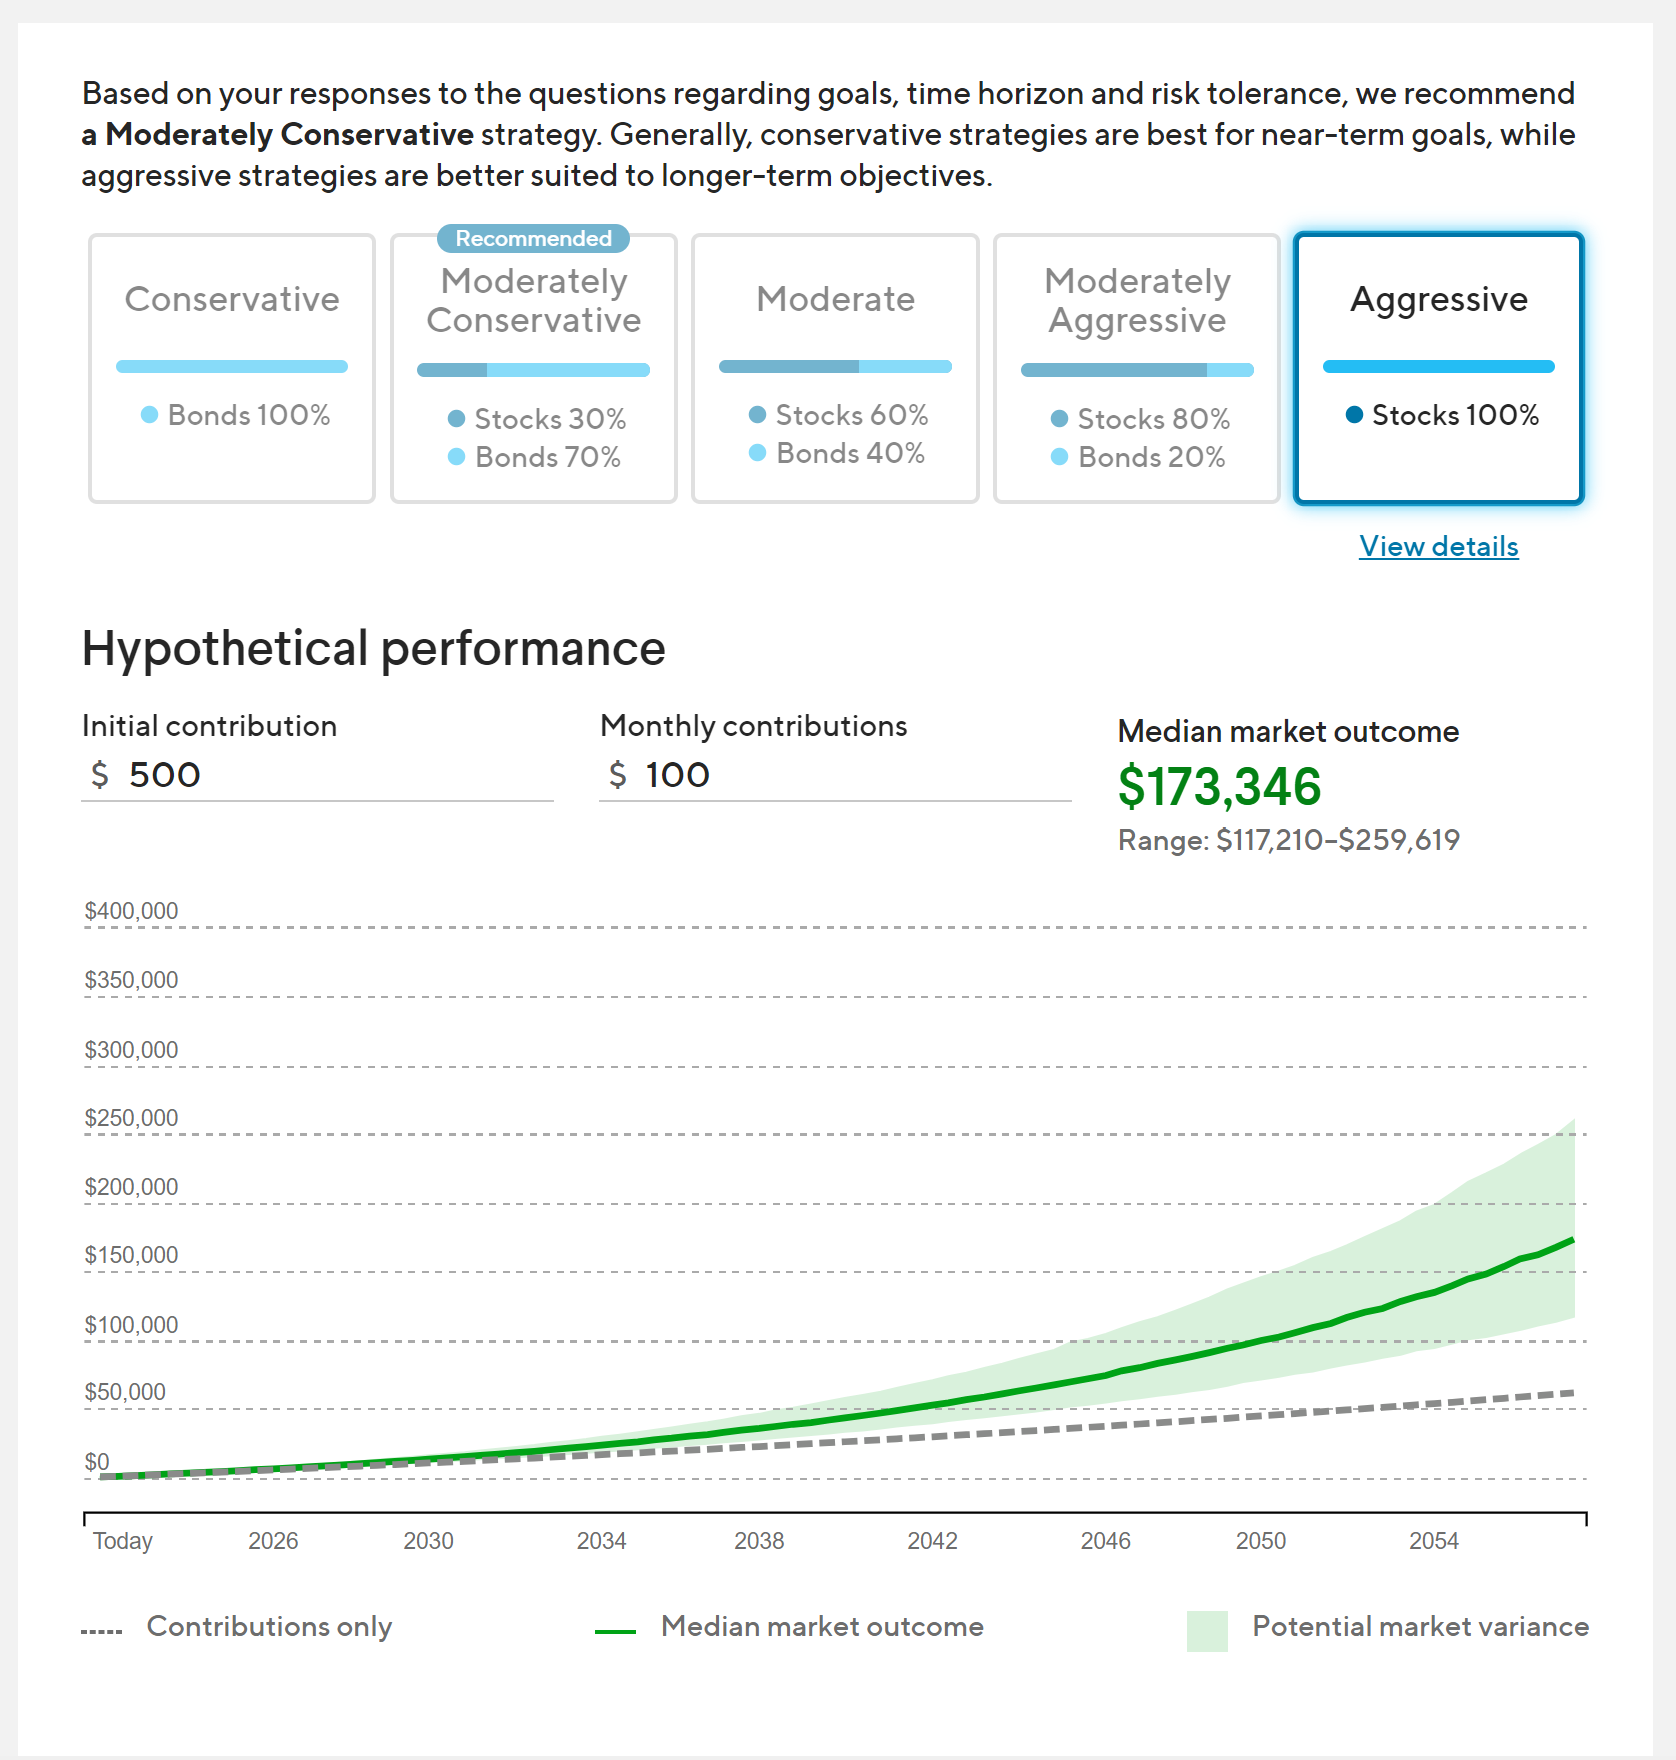 Based on your responses to the questions regarding goals, time horizon and risk tolerance, we recommend
a Moderately Conservative strategy. Generally, conservative strategies are best for near-term goals, while
aggressive strategies are better suited to longer-term objectives.
Conservative
Bonds 100%
Recommended
Moderately
Conservative
Stocks 30%
Bonds 70%
Moderate
Stocks 60%
Bonds 40%
Moderately
Aggressive
Stocks 80%
Bonds 20%
Aggressive
Stocks 100%
View details
Hypothetical performance
Initial contribution
$ 500
Monthly contributions
$ 100
Median market outcome
$173,346
Range: $117,210-$259,619
$400,000
$350,000
$300,000
$250,000
$200,000
$150,000
$100,000
$50,000
$0
Today 2026 2030 2034 2038 2042 2046 2050 2054
Contributions only Median market outcome Potential market variance